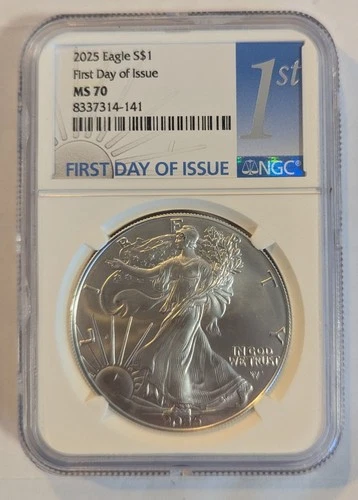 2025 Eagle S$1
First Day of Issue
MS 70
8337314-141
1st
FIRST DAY OF ISSUE
NGC
LIBERTY
IN GOD
WE TRUST